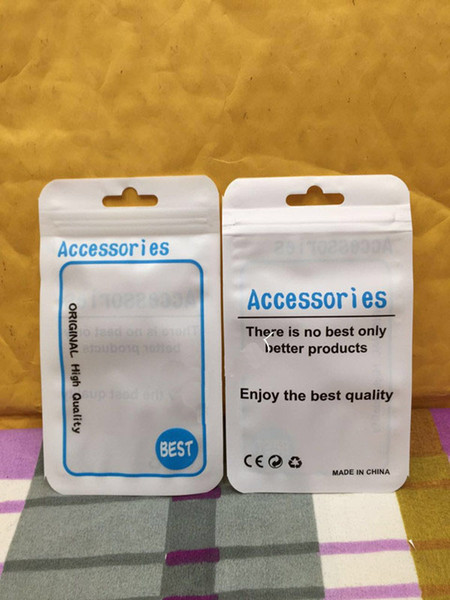 Accessories
ORIGINAL High Quality
BEST
Accessories
There is no best only
better products
Enjoy the best quality
CE
MADE IN CHINA